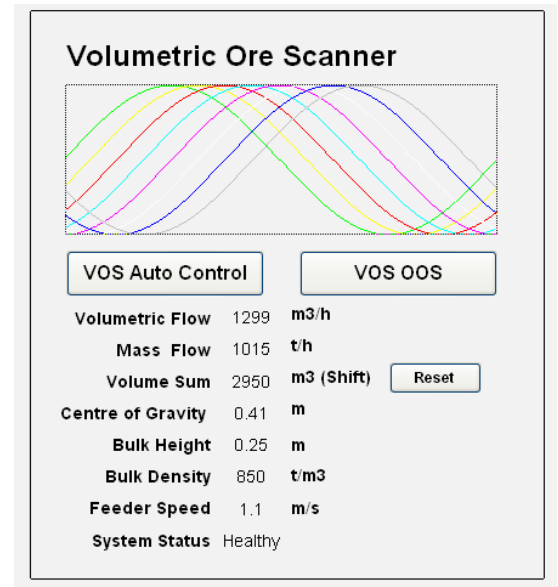 Volumetric Ore Scanner
VOS Auto Control VOS OOS
Volumetric Flow 1299 m3/h
Mass Flow 1015 t/h
Volume Sum 2950 m3 (Shift) Reset
Centre of Gravity 0.41 m
Bulk Height 0.25 m
Bulk Density 850 t/m3
Feeder Speed 1.1 m/s
System Status Healthy